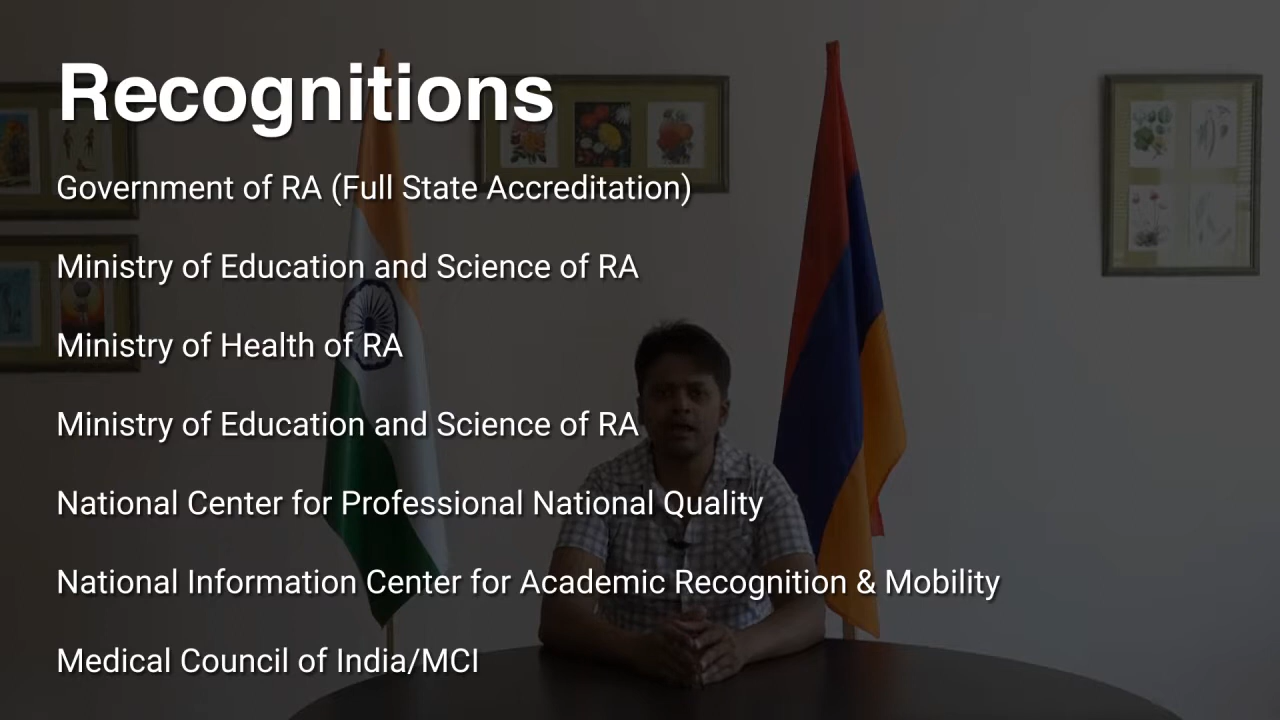 Recognitions
Government of RA (Full State Accreditation)
Ministry of Education and Science of RA
Ministry of Health of RA
Ministry of Education and Science of RA
National Center for Professional National Quality
National Information Center for Academic Recognition & Mobility
Medical Council of India/MCI